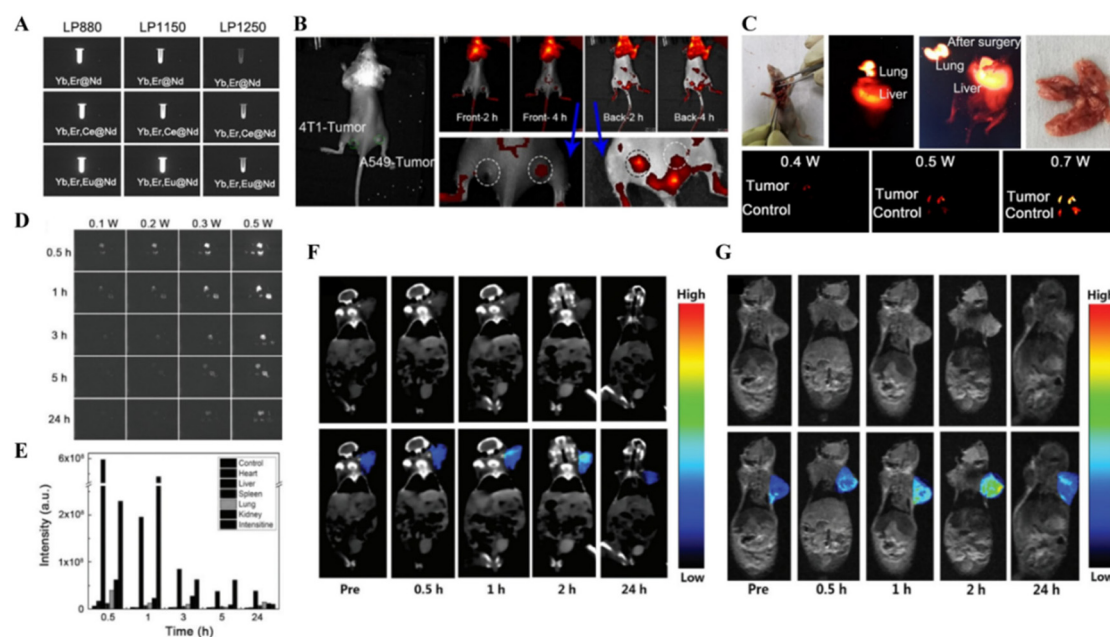 A
LP880 LP1150 LP1250
Yb,Er@Nd Yb,Er@Nd Yb,Er@Nd
Yb,Er,Ce@Nd Yb,Er,Ce@Nd Yb,Er,Ce@Nd
Yb,Er,Eu@Nd Yb,Er,Eu@Nd Yb,Er,Eu@Nd
B
4T1-Tumor
A549-Tumor
Front-2 h Front- 4 h Back-2 h Back-4 h
C
Lung
Liver
After surgery
Lung
Liver
0.4 W 0.5 W 0.7 W
Tumor Tumor Tumor
Control Control Control
D
0.1 W 0.2 W 0.3 W 0.5 W
0.5 h
1 h
3 h
5 h
24 h
E
6x10⁶
2x10⁶
1x10⁶
0
Intensity (a.u.)
Control
Heart
Liver
Spleen
Lung
Kidney
Intensitine
0.5 1 3 5 24
Time (h)
F
High
Low
Pre 0.5 h 1 h 2 h 24 h
G
High
Low
Pre 0.5 h 1 h 2 h 24 h